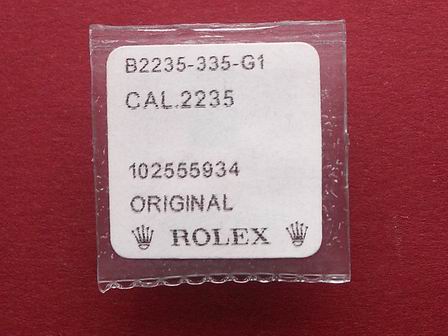 B2235-335-G1
CAL.2235
102555934
ORIGINAL
ROLEX